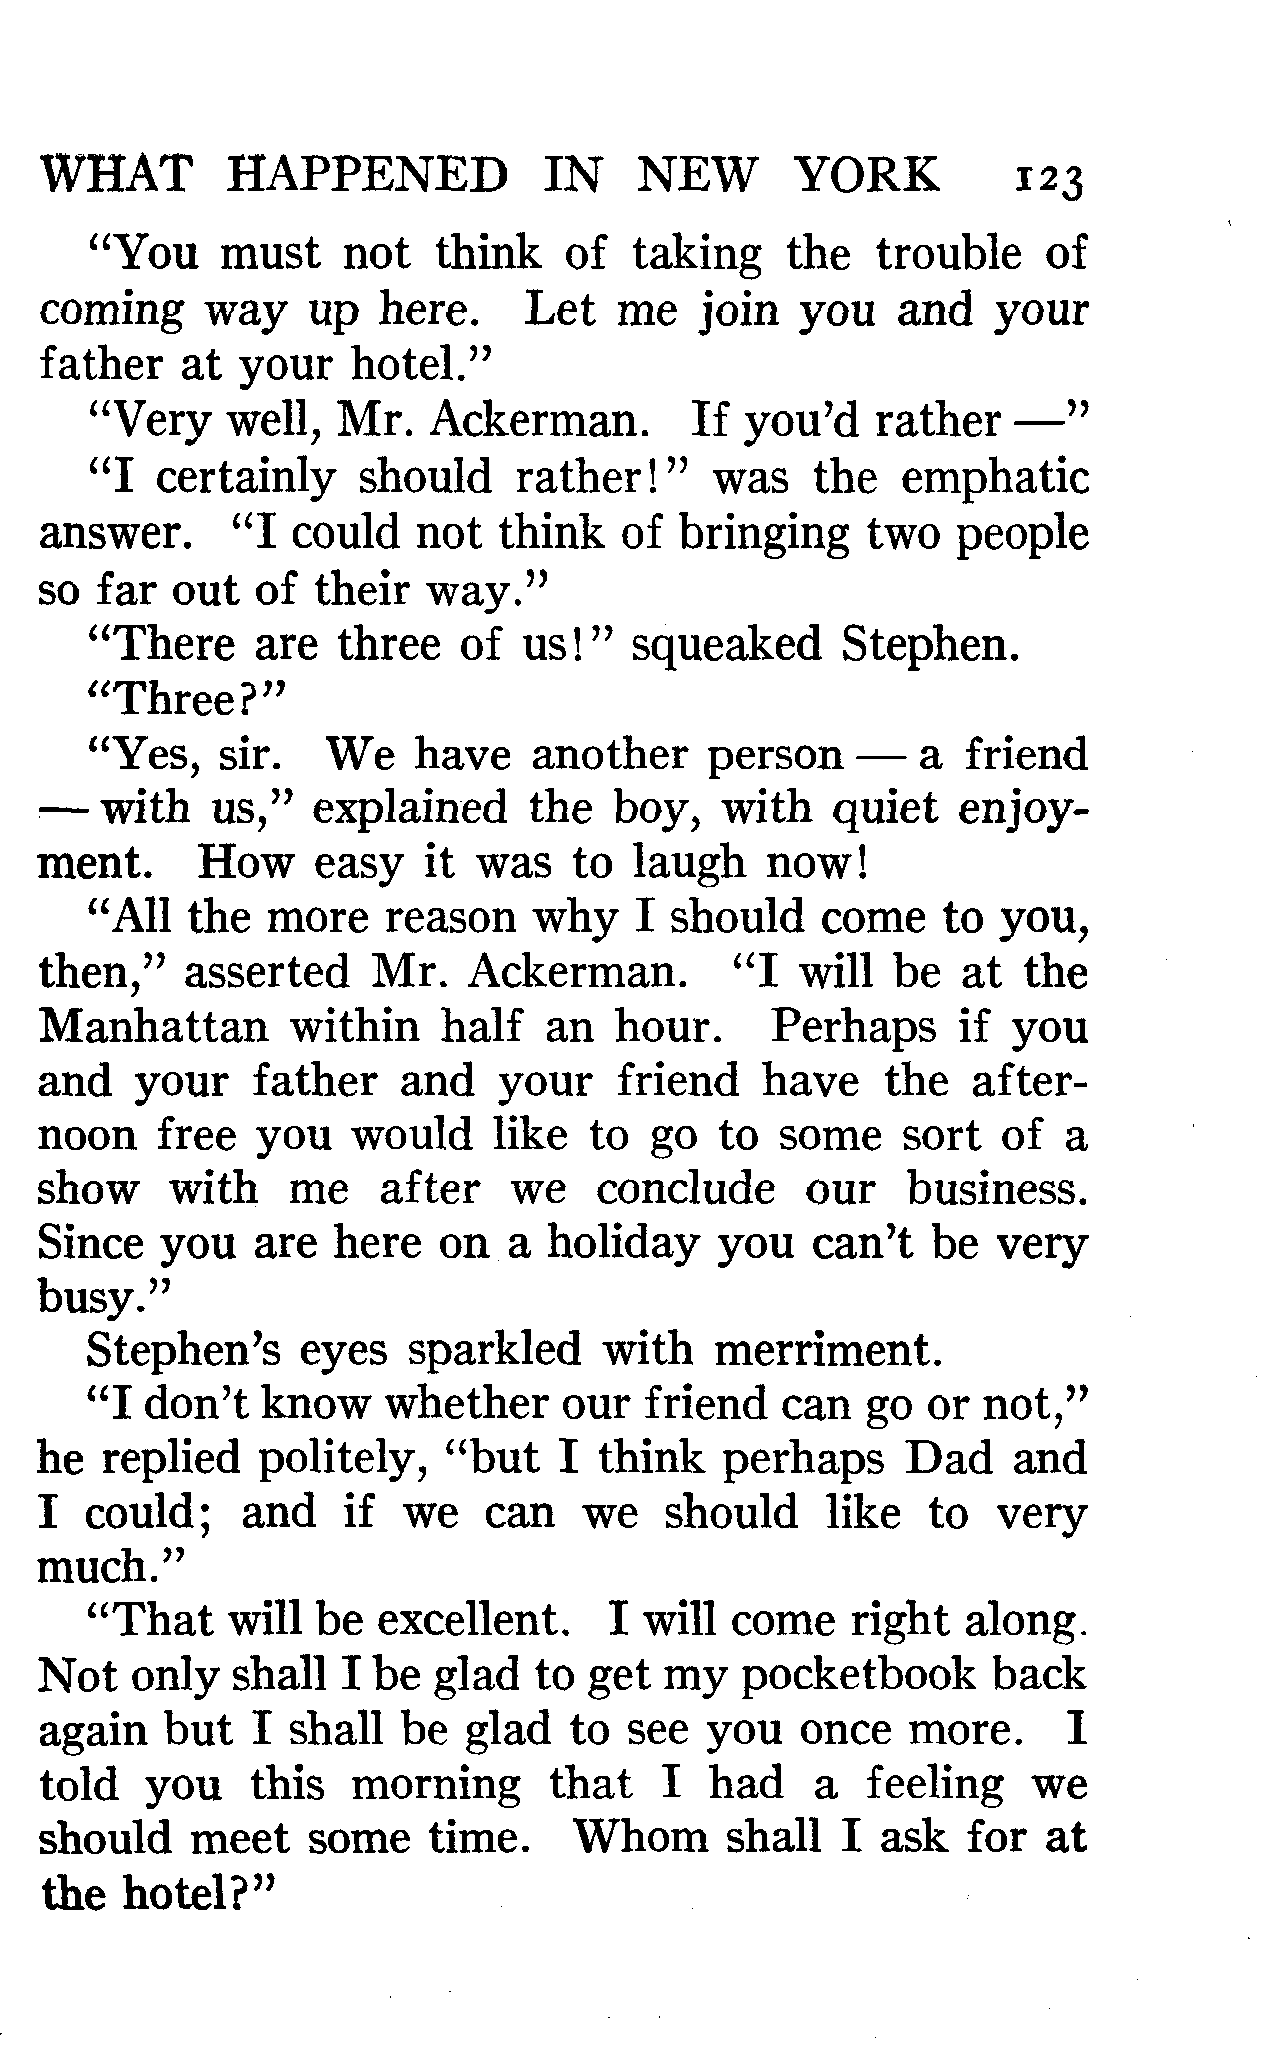 WHAT HAPPENED IN NEW YORK 123
“You must not think of taking the trouble of
coming way up here. Let me join you and your
father at your hotel.”
“Very well, Mr. Ackerman. If you’d rather —”
“I certainly should rather!” was the emphatic
answer. “I could not think of bringing two people
so far out of their way.”
“There are three of us!” squeaked Stephen.
“Three?”
“Yes, sir. We have another person — a friend
— with us,” explained the boy, with quiet enjoy-
ment. How easy it was to laugh now!
“All the more reason why I should come to you,
then,” asserted Mr. Ackerman. “I will be at the
Manhattan within half an hour. Perhaps if you
and your father and your friend have the after-
noon free you would like to go to some sort of a
show with me after we conclude our business.
Since you are here on a holiday you can’t be very
busy.”
Stephen’s eyes sparkled with merriment.
“I don’t know whether our friend can go or not,”
he replied politely, “but I think perhaps Dad and
I could; and if we can we should like to very
much.”
“That will be excellent. I will come right along.
Not only shall I be glad to get my pocketbook back
again but I shall be glad to see you once more. I
told you this morning that I had a feeling we
should meet some time. Whom shall I ask for at
the hotel?”